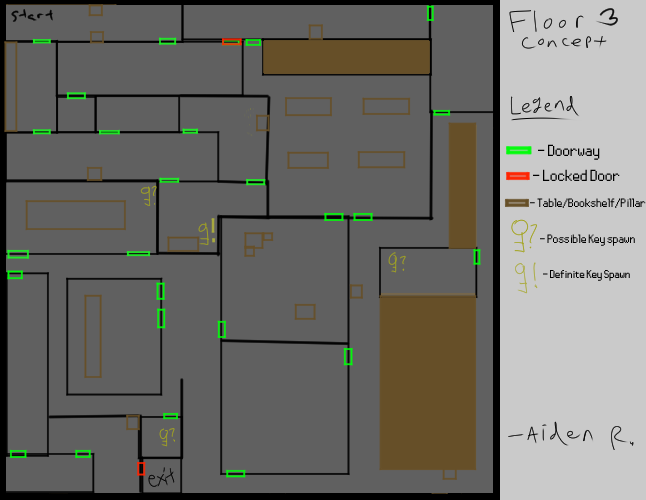 Start
Floor 3
Concept
Legend
- Doorway
- Locked Door
- Table/Bookshelf/Pillar
? - Possible Key spawn
! - Definite Key Spawn
?
!
?
?
exit
-Aiden R.